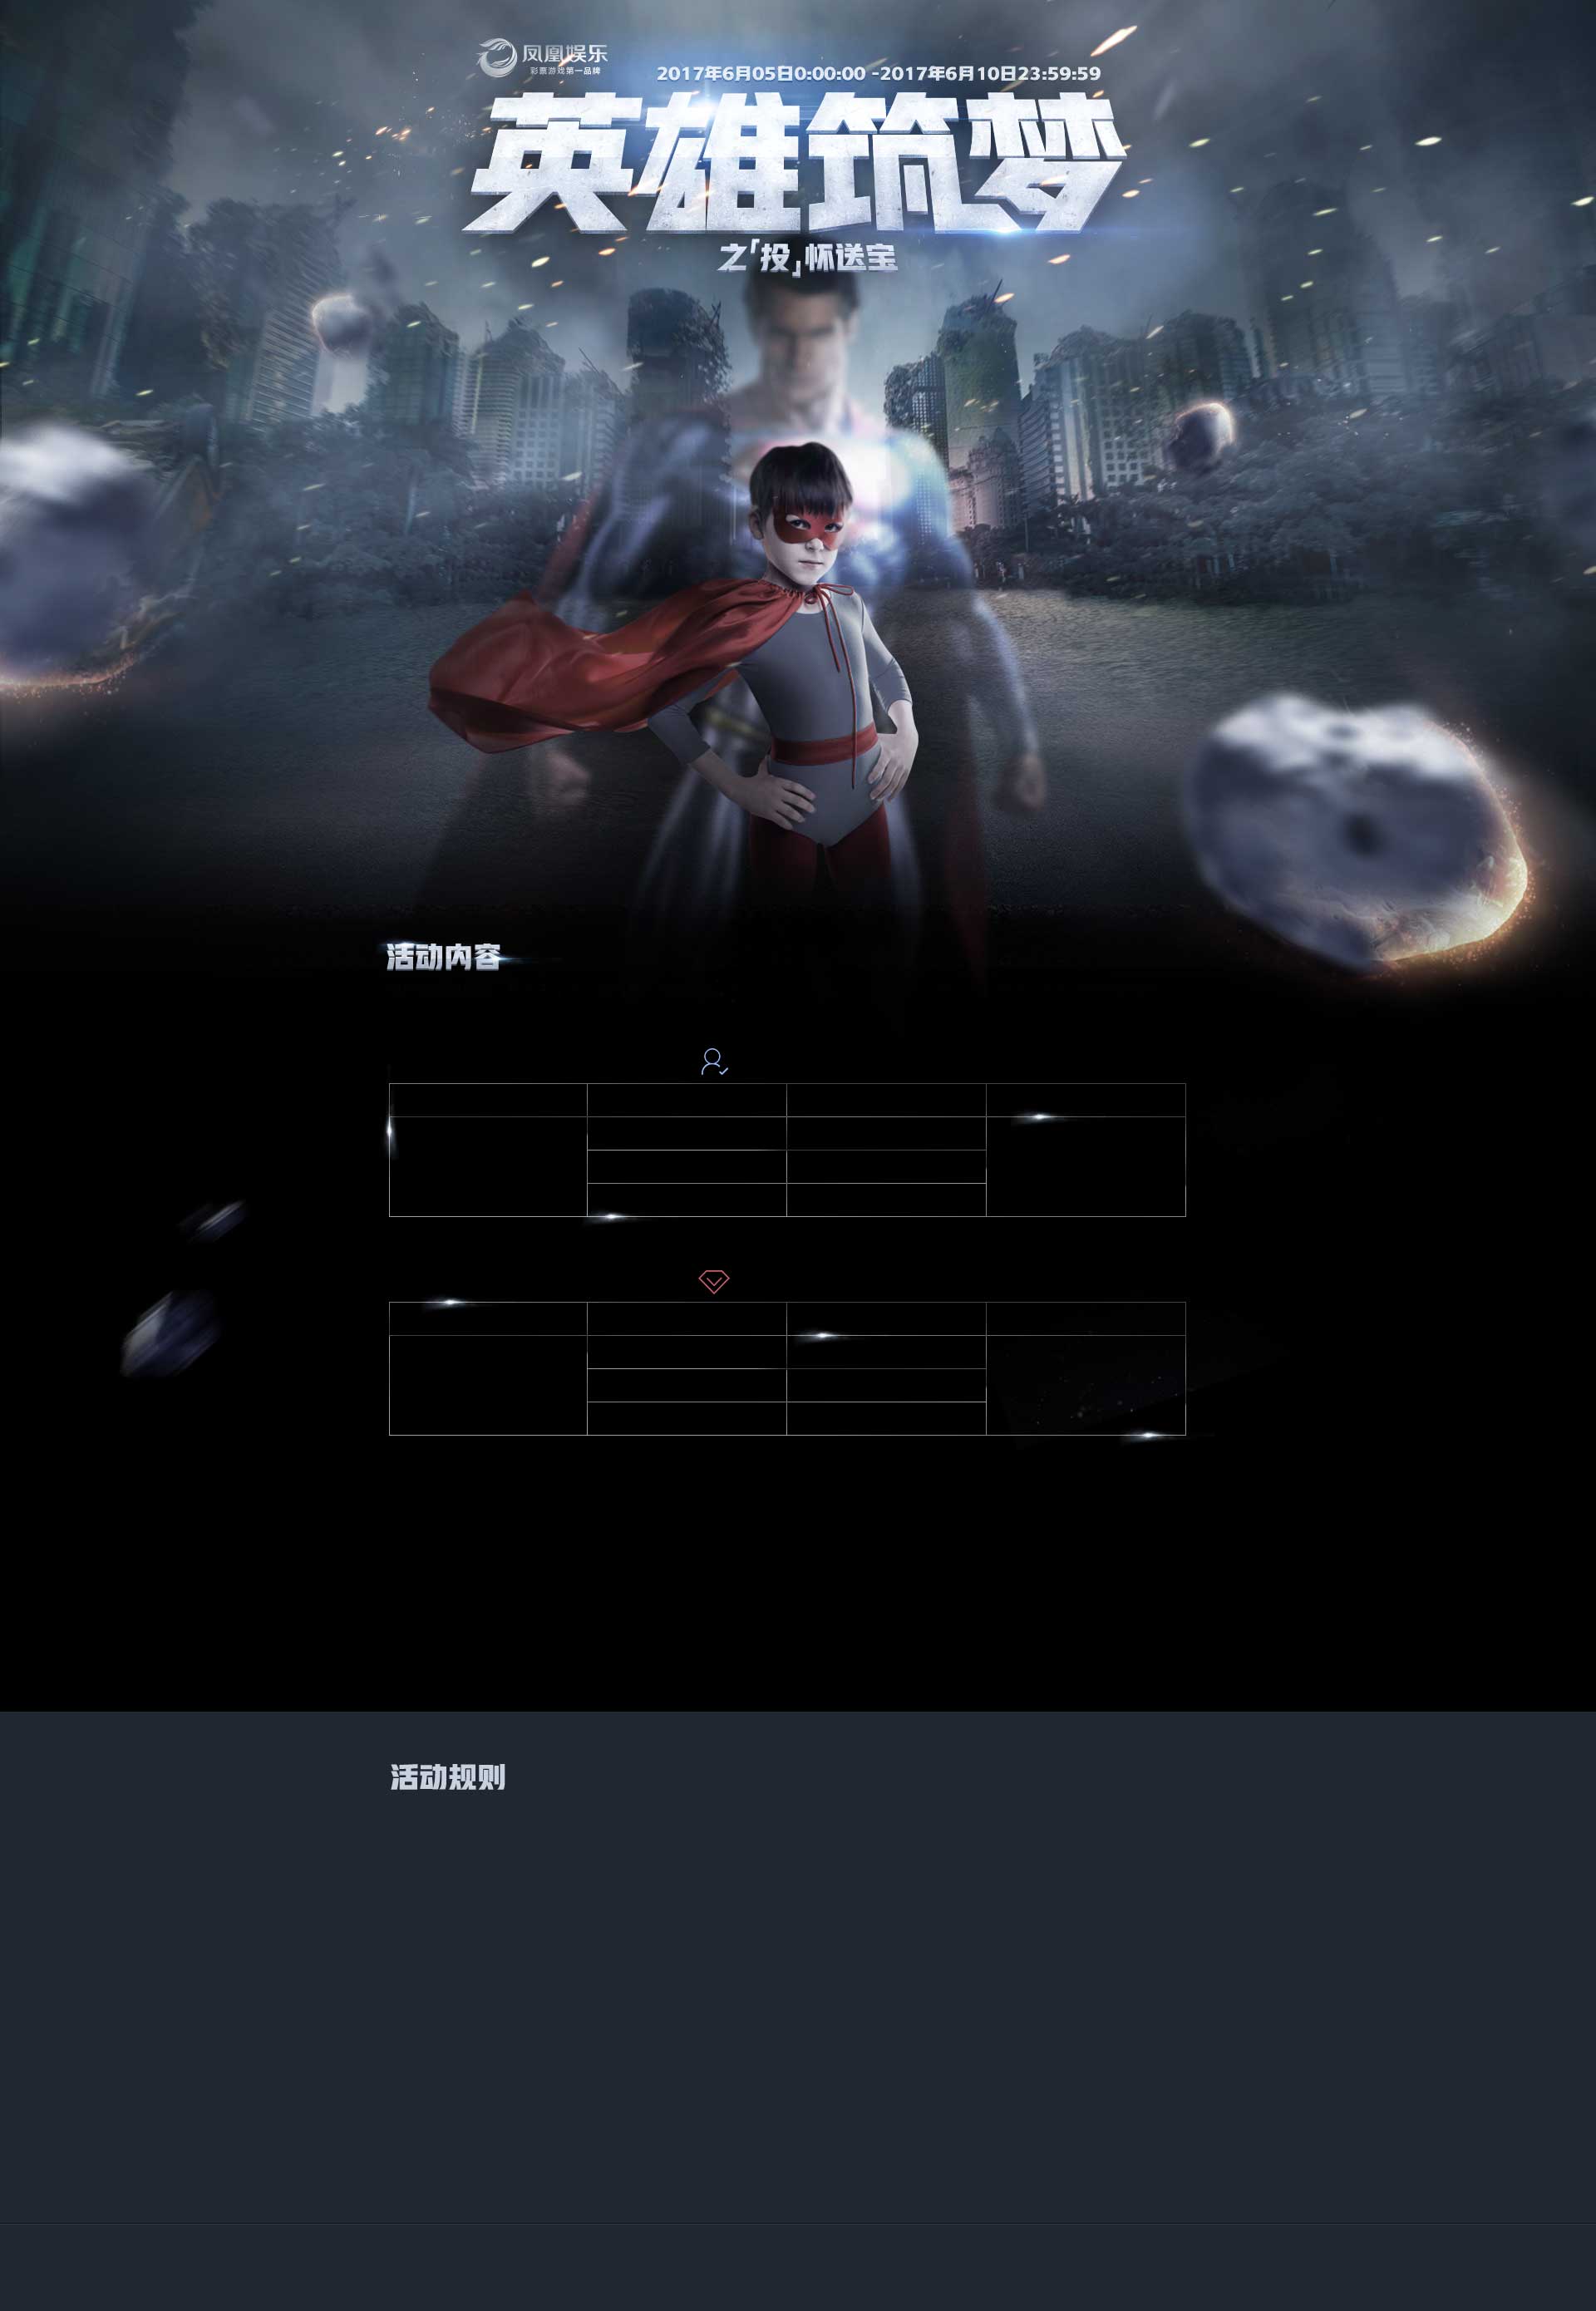 凤凰娱乐
彩票游戏第一品牌
2017年6月05日0:00:00 -2017年6月10日23:59:59
英雄筑梦
之「投」怀送宝
活动内容
活动规则